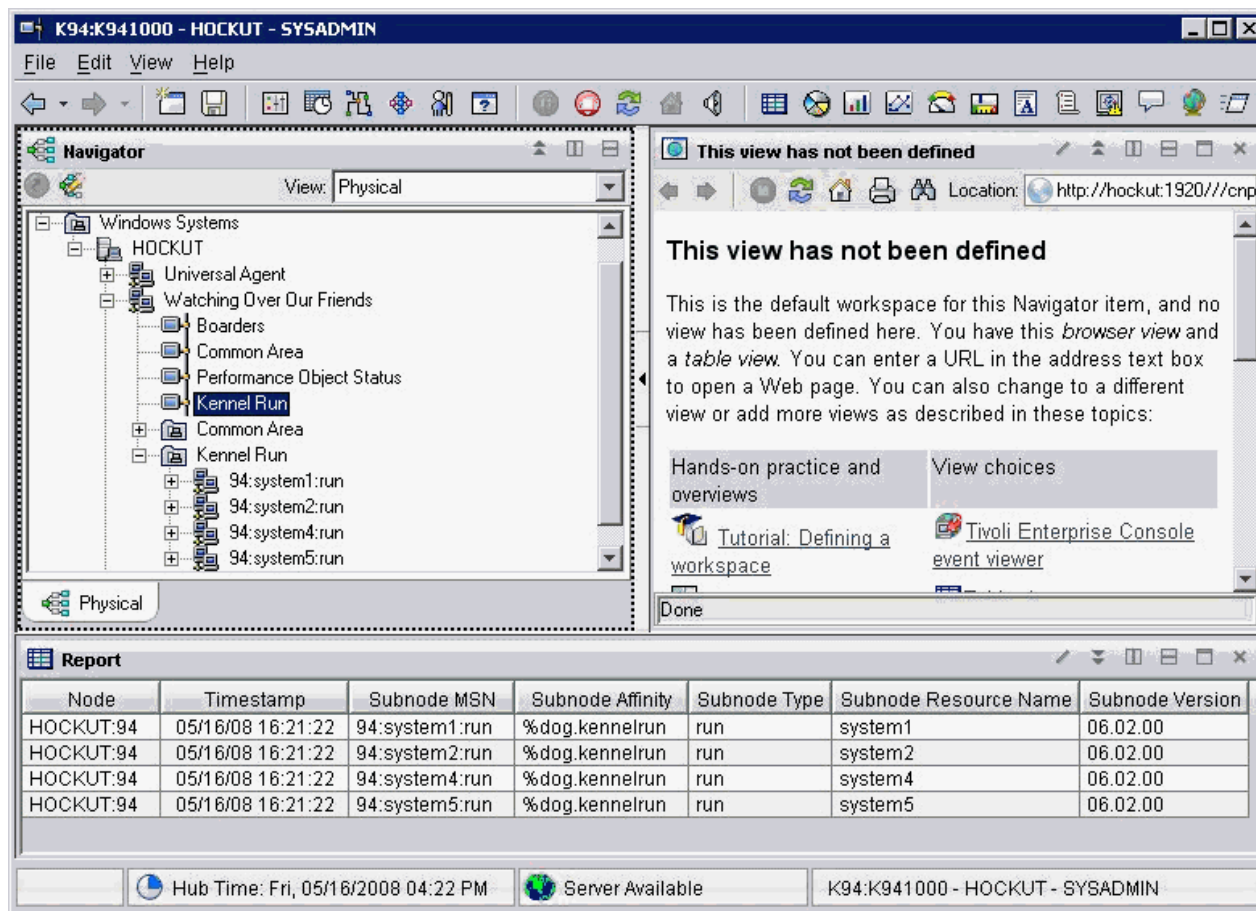 K94:K941000 - HOCKUT - SYSADMIN
File Edit View Help
Navigator
View: Physical
Windows Systems
HOCKUT
Universal Agent
Watching Over Our Friends
Boarders
Common Area
Performance Object Status
Kennel Run
Common Area
Kennel Run
94:system1:run
94:system2:run
94:system4:run
94:system5:run
Physical
This view has not been defined
Location: http://hockut:1920///cnp
This view has not been defined
This is the default workspace for this Navigator item, and no
view has been defined here. You have this browser view and
a table view. You can enter a URL in the address text box
to open a Web page. You can also change to a different
view or add more views as described in these topics:
Hands-on practice and
overviews
View choices
Tutorial: Defining a
workspace
Tivoli Enterprise Console
event viewer
Done
Report
Node Timestamp Subnode MSN Subnode Affinity Subnode Type Subnode Resource Name Subnode Version
HOCKUT:94 05/16/08 16:21:22 94:system1:run %dog.kennelrun run system1 06.02.00
HOCKUT:94 05/16/08 16:21:22 94:system2:run %dog.kennelrun run system2 06.02.00
HOCKUT:94 05/16/08 16:21:22 94:system4:run %dog.kennelrun run system4 06.02.00
HOCKUT:94 05/16/08 16:21:22 94:system5:run %dog.kennelrun run system5 06.02.00
Hub Time: Fri, 05/16/2008 04:22 PM Server Available K94:K941000 - HOCKUT - SYSADMIN